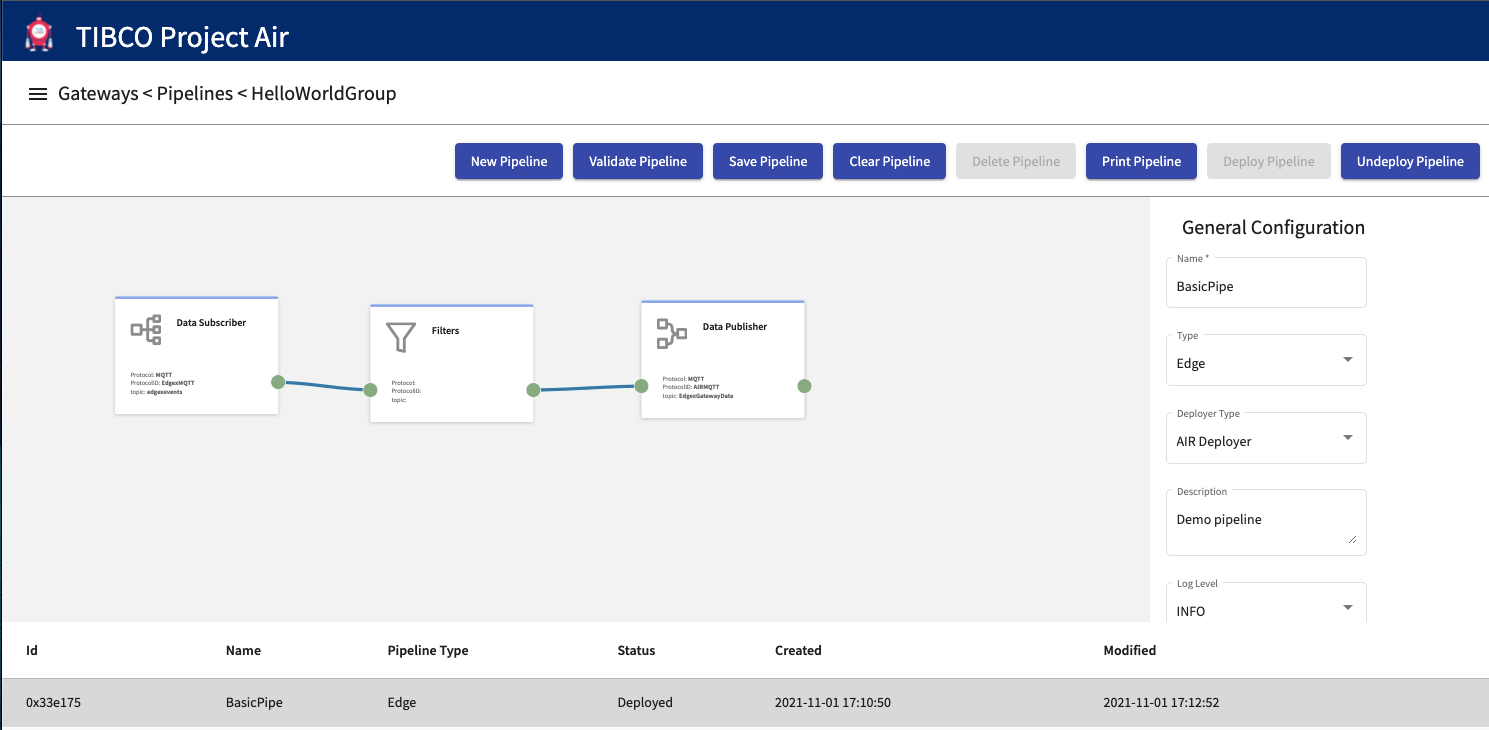 TIBCO Project Air
Gateways < Pipelines < HelloWorldGroup
New Pipeline Validate Pipeline Save Pipeline Clear Pipeline Delete Pipeline Print Pipeline Deploy Pipeline Undeploy Pipeline
Data Subscriber
Protocol: MQTT
ProtocolID: EdgexMQTT
topic: edgexevents
Filters
Protocol:
ProtocolID:
topic:
Data Publisher
Protocol: MQTT
ProtocolID: AIRMQTT
topic: EdgexGatewayData
General Configuration
Name *
BasicPipe
Type
Edge
Deployer Type
AIR Deployer
Description
Demo pipeline
Log Level
INFO
Id Name Pipeline Type Status Created Modified
0x33e175 BasicPipe Edge Deployed 2021-11-01 17:10:50 2021-11-01 17:12:52